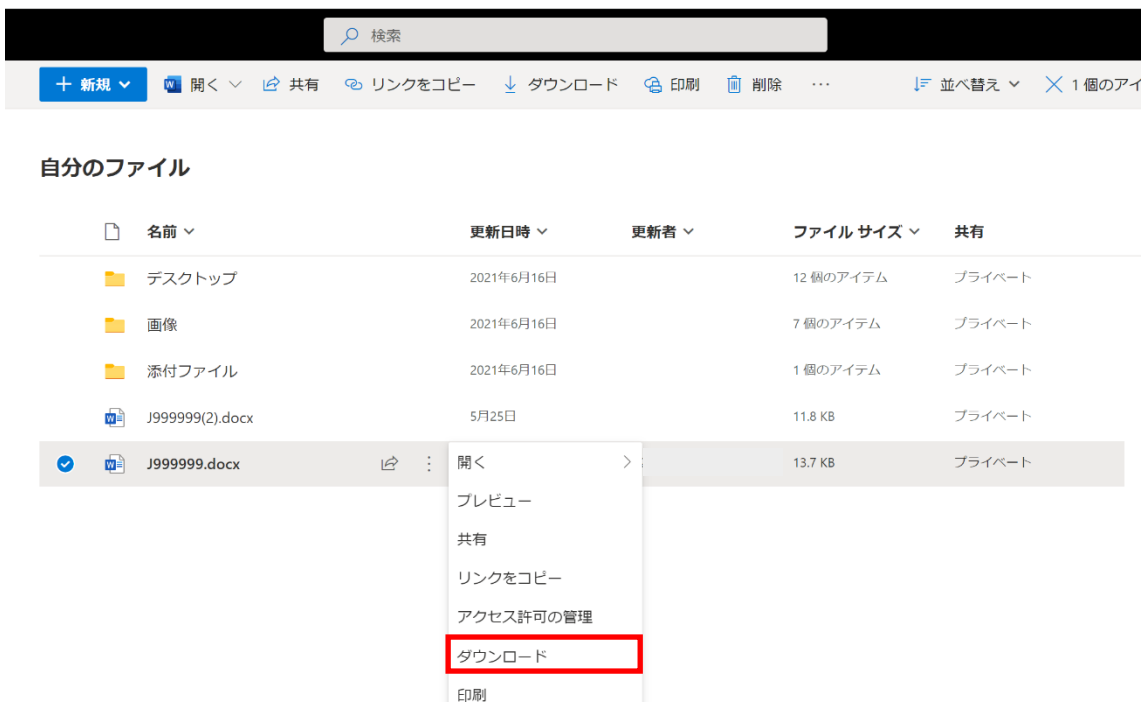 検索
新規 開く 共有 リンクをコピー ダウンロード 印刷 削除 ... 並べ替え 1 個のアイ
自分のファイル
名前 更新日時 更新者 ファイル サイズ 共有
デスクトップ 2021年6月16日 12 個のアイテム プライベート
画像 2021年6月16日 7 個のアイテム プライベート
添付ファイル 2021年6月16日 1 個のアイテム プライベート
J999999(2).docx 5月25日 11.8 KB プライベート
J999999.docx 開く 13.7 KB プライベート
プレビュー
共有
リンクをコピー
アクセス許可の管理
ダウンロード
印刷